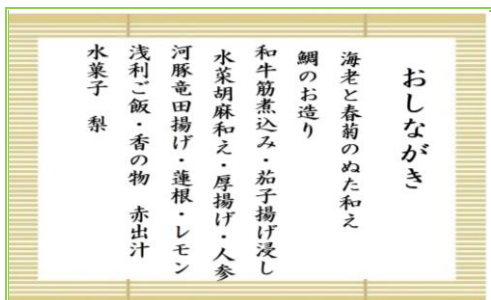 おしながき
海老と春菊のぬた和え
鯛のお造り
和牛筋煮込み・茄子揚げ浸し
水菜胡麻和え・厚揚げ・人参
河豚竜田揚げ・蓮根・レモン
浅利ご飯・香の物　赤出汁
水菓子　梨